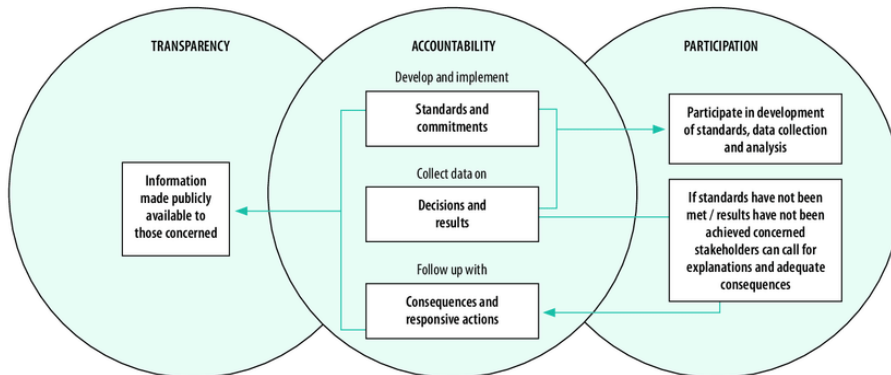 TRANSPARENCY
ACCOUNTABILITY
PARTICIPATION
Develop and implement
Standards and
commitments
Participate in development
of standards, data collection
and analysis
Information
made publicly
available to
those concerned
Collect data on
Decisions and
results
If standards have not been
met / results have not been
achieved concerned
stakeholders can call for
explanations and adequate
consequences
Follow up with
Consequences and
responsive actions